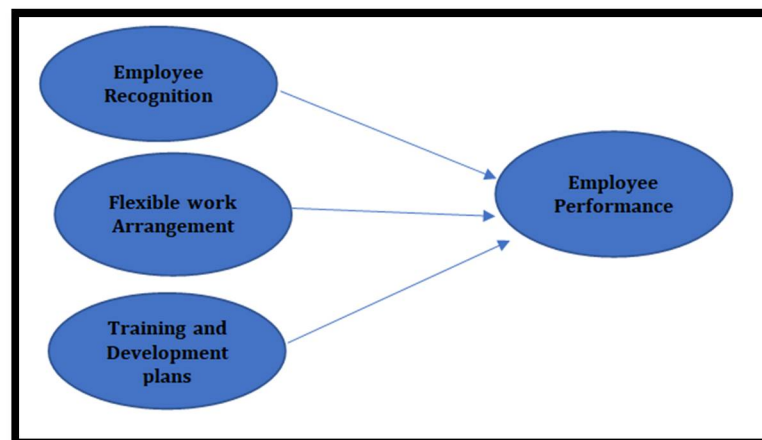 Employee
Recognition
Flexible work
Arrangement
Training and
Development
plans
Employee
Performance